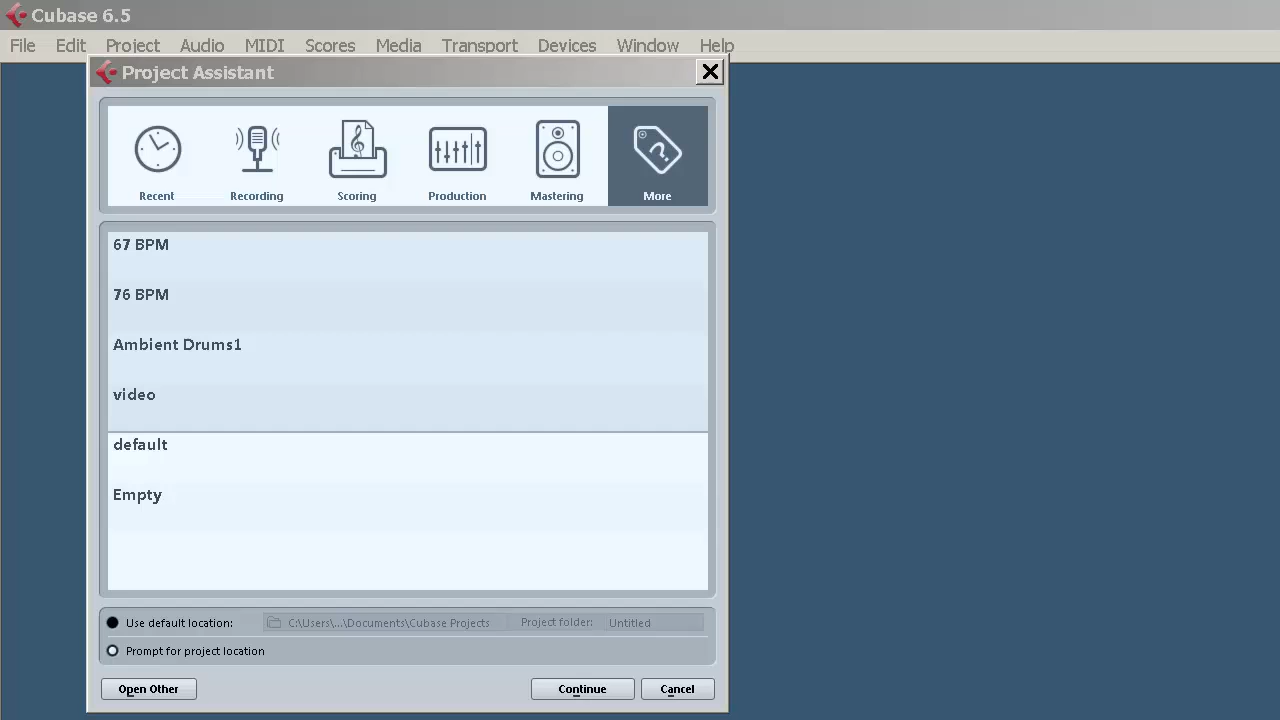 Cubase 6.5
File Edit Project Audio MIDI Scores Media Transport Devices Window Help
Project Assistant
Recent Recording Scoring Production Mastering More
67 BPM
76 BPM
Ambient Drums1
video
default
Empty
Use default location: C:\Users\...\Documents\Cubase Projects Project folder: Untitled
Prompt for project location
Open Other Continue Cancel